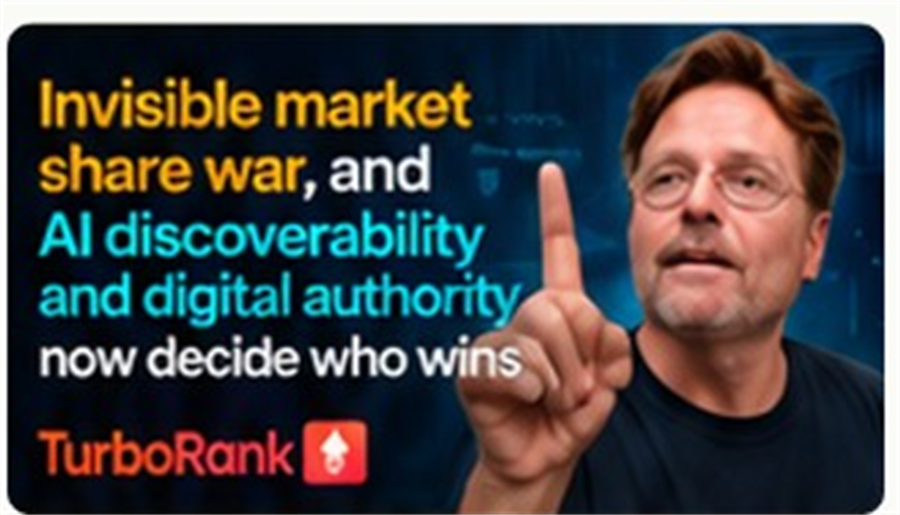 Invisible market
share war, and
AI discoverability
and digital authority
now decide who wins
TurboRank